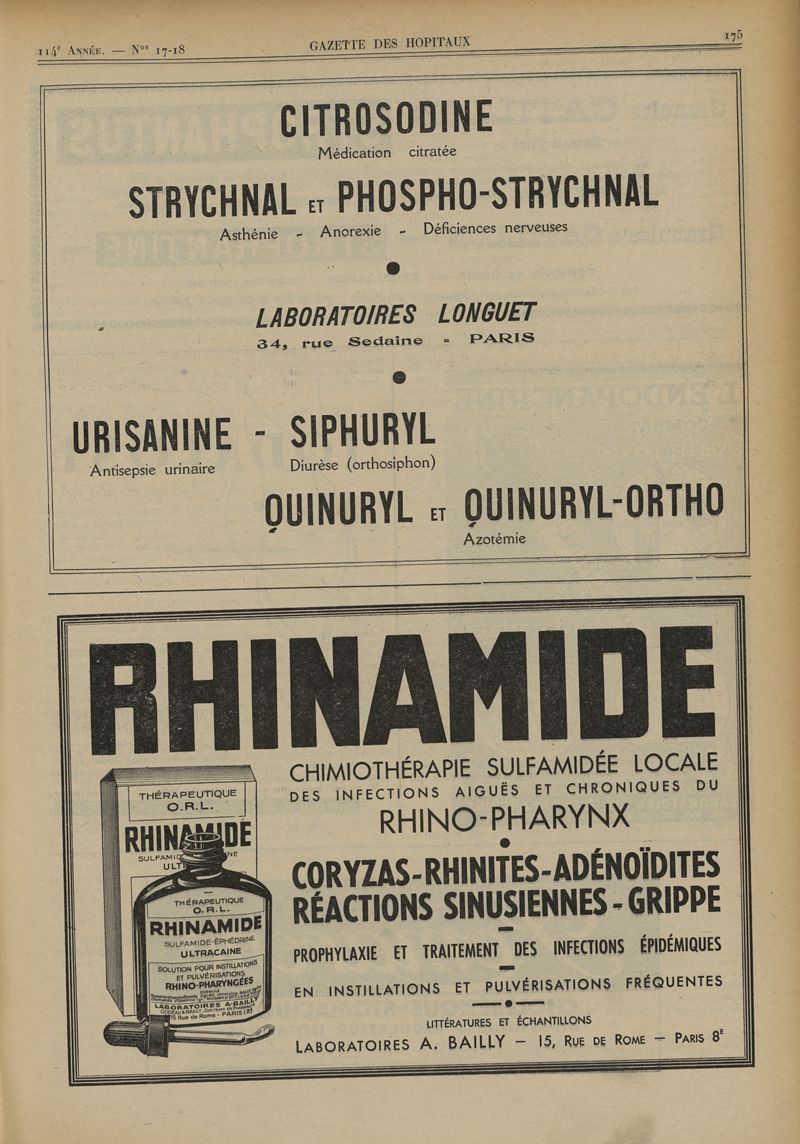 114e ANNÉE. — Nos 17-18
GAZETTE DES HOPITAUX
175
CITROSODINE
Médication citratée
STRYCHNAL ET PHOSPHO-STRYCHNAL
Asthénie - Anorexie - Déficiences nerveuses
LABORATOIRES LONGUET
34, rue Sedaine = PARIS
URISANINE - SIPHURYL
Antisepsie urinaire Diurèse (orthosiphon)
QUINURYL ET QUINURYL-ORTHO
Azotémie
RHINAMIDE
CHIMIOTHÉRAPIE SULFAMIDÉE LOCALE
DES INFECTIONS AIGUËS ET CHRONIQUES DU
RHINO-PHARYNX
CORYZAS-RHINITES-ADÉNOÏDITES
RÉACTIONS SINUSIENNES-GRIPPE
PROPHYLAXIE ET TRAITEMENT DES INFECTIONS ÉPIDÉMIQUES
EN INSTILLATIONS ET PULVÉRISATIONS FRÉQUENTES
LITTÉRATURES ET ÉCHANTILLONS
LABORATOIRES A. BAILLY — 15, RUE DE ROME — PARIS 8E
THÉRAPEUTIQUE
O.R.L.
RHINAMIDE
THÉRAPEUTIQUE
O.R.L.
RHINAMIDE
SULFAMIDE-ÉPHÉDRINE
ULTRACAINE
SOLUTION POUR INSTILLATIONS
ET PULVÉRISATIONS
RHINO-PHARYNGÉES
LABORATOIRES A.BAILLY
15 Rue de Rome - PARIS (8e)